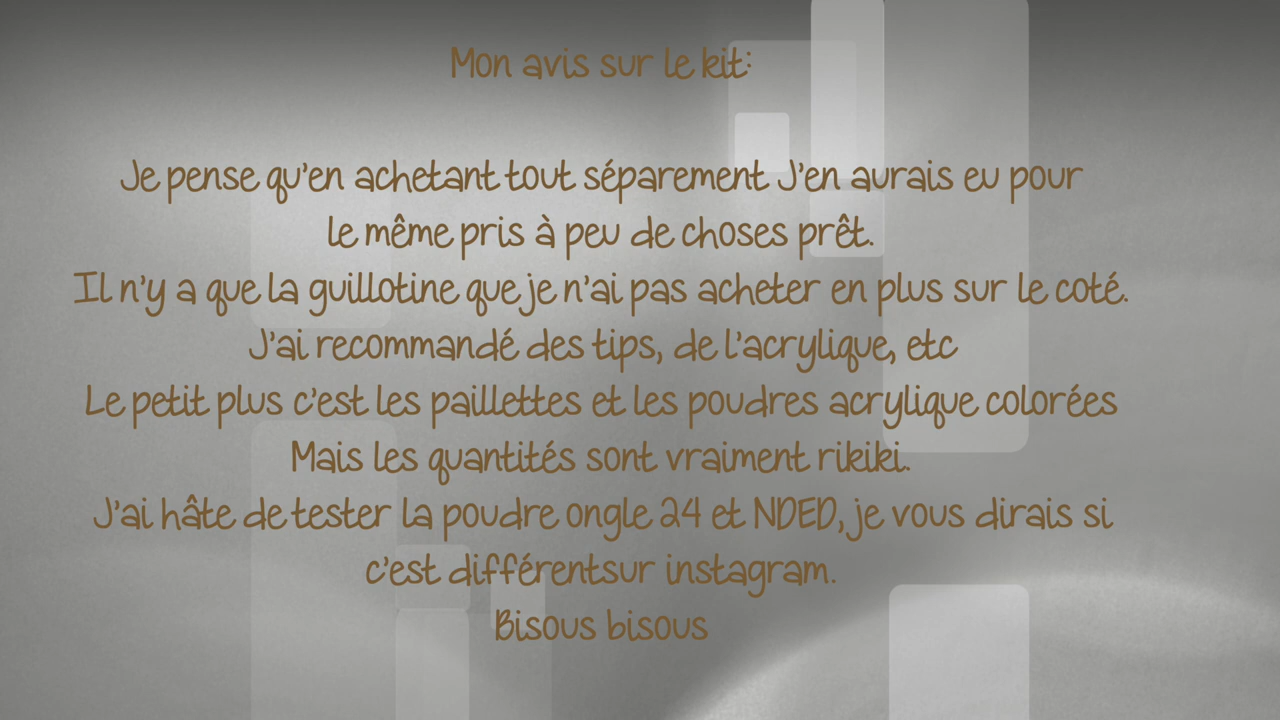 Mon avis sur le kit:
Je pense qu'en achetant tout séparement J'en aurais eu pour
le même pris à peu de choses prêt.
Il n'y a que la guillotine que je n'ai pas acheter en plus sur le coté.
J'ai recommandé des tips, de l'acrylique, etc
Le petit plus c'est les paillettes et les poudres acrylique colorées
Mais les quantités sont vraiment rikiki.
J'ai hâte de tester la poudre ongle 24 et NDED, je vous dirais si
c'est différentsur instagram.
Bisous bisous